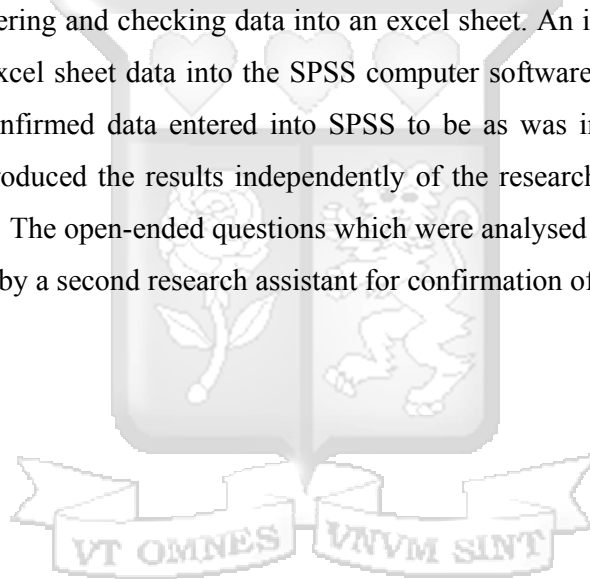 ering and checking data into an excel sheet. An i
xcel sheet data into the SPSS computer software
nfirmed data entered into SPSS to be as was i
roduced the results independently of the research
The open-ended questions which were analysed
by a second research assistant for confirmation of
VT OMNES VNVM SINT